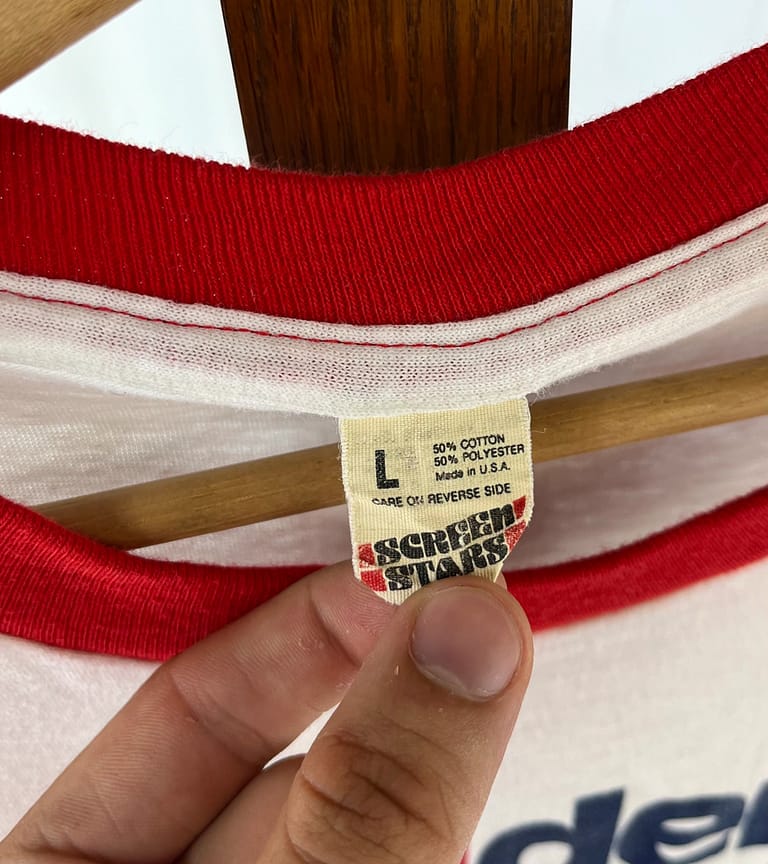 L
50% COTTON
50% POLYESTER
Made in U.S.A.
CARE ON REVERSE SIDE
SCREEN
STARS